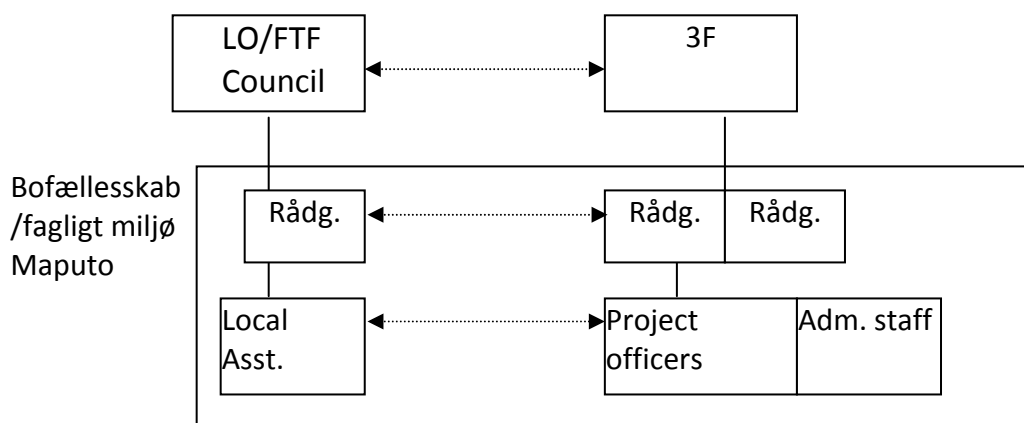 LO/FTF
Council
3F
Bofællesskab
/fagligt miljø
Maputo
Rådg.
Rådg.
Rådg.
Local
Asst.
Project
officers
Adm. staff